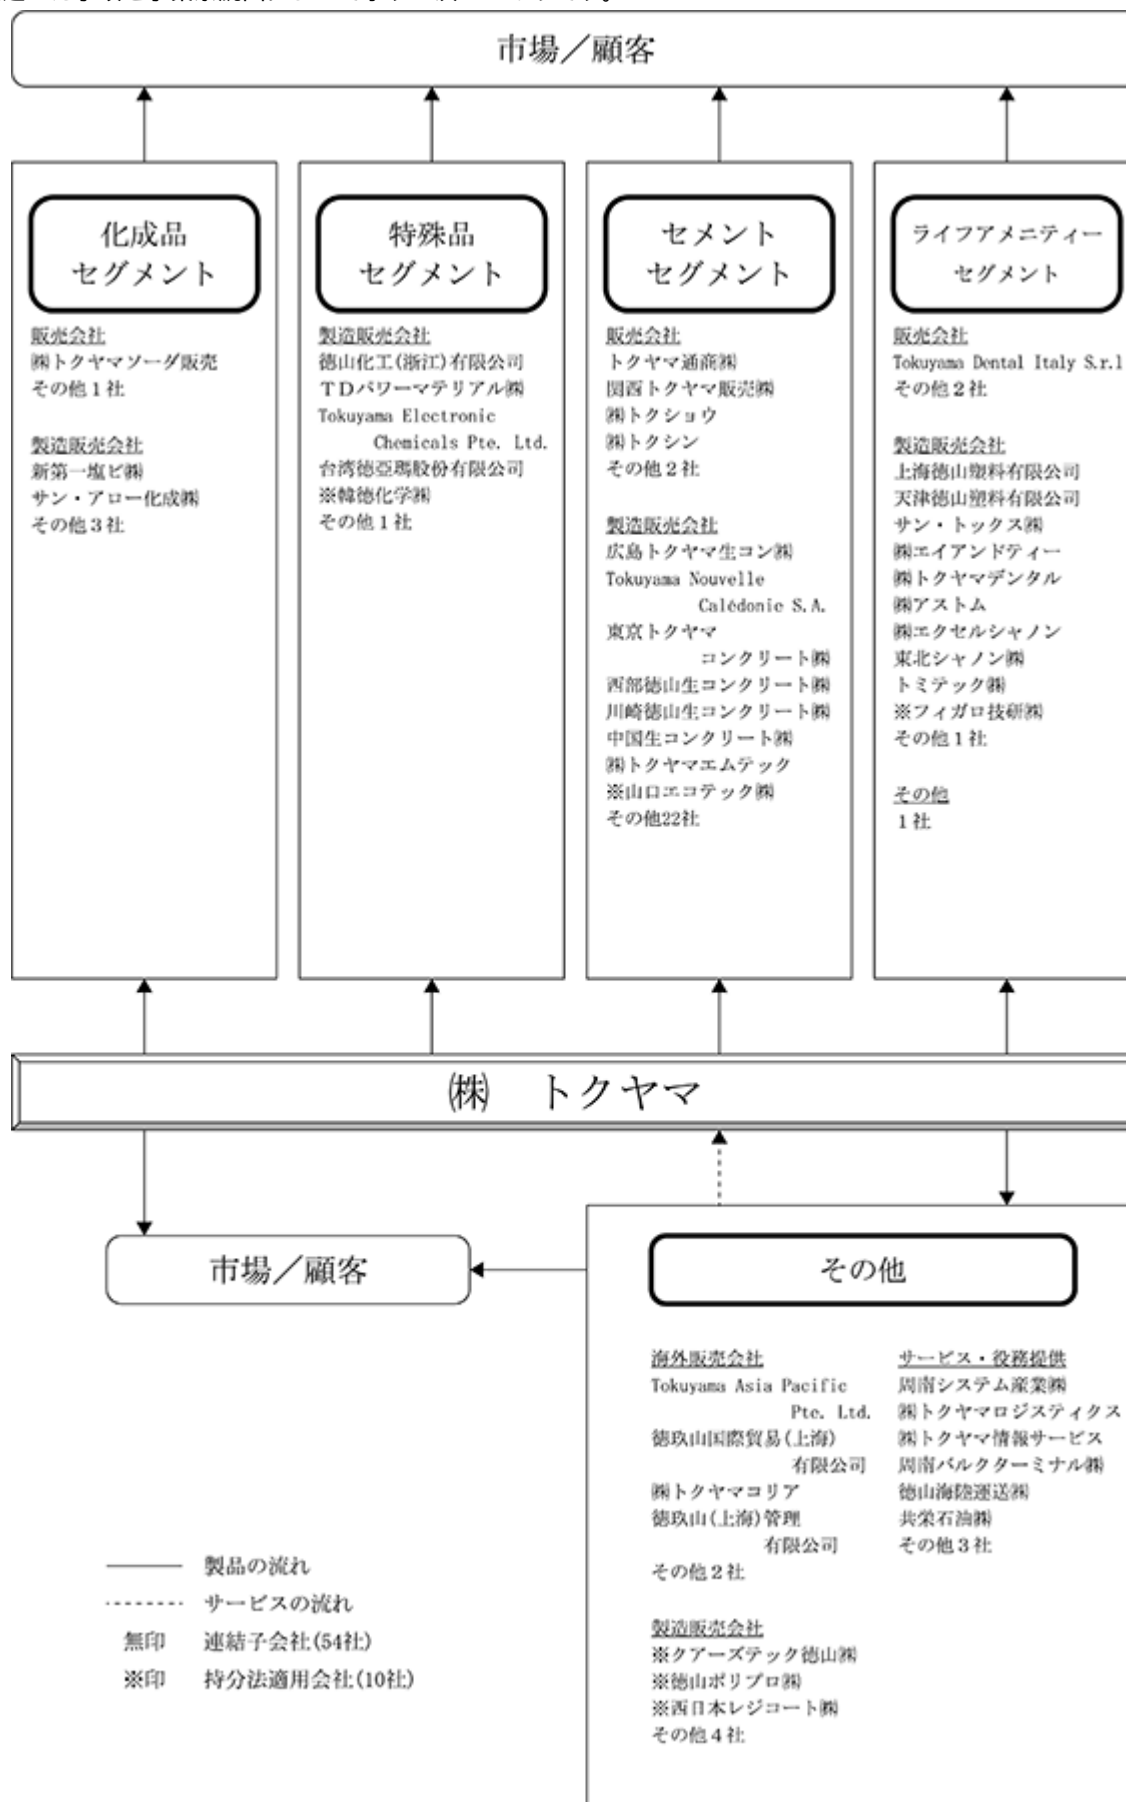 市場／顧客
化成品
セグメント
販売会社
㈱トクヤマソーダ販売
その他１社
製造販売会社
新第一塩ビ㈱
サン・アロー化成㈱
その他３社
特殊品
セグメント
製造販売会社
徳山化工(浙江)有限公司
ＴＤパワーマテリアル㈱
Tokuyama Electronic
Chemicals Pte. Ltd.
台湾徳亞瑪股份有限公司
※韓徳化学㈱
その他１社
セメント
セグメント
販売会社
トクヤマ通商㈱
関西トクヤマ販売㈱
㈱トクショウ
㈱トクシン
その他２社
製造販売会社
広島トクヤマ生コン㈱
Tokuyama Nouvelle
Calédonie S.A.
東京トクヤマ
コンクリート㈱
西部徳山生コンクリート㈱
川崎徳山生コンクリート㈱
中国生コンクリート㈱
㈱トクヤマエムテック
※山口エコテック㈱
その他22社
ライフアメニティー
セグメント
販売会社
Tokuyama Dental Italy S.r.l
その他２社
製造販売会社
上海徳山塑料有限公司
天津徳山塑料有限公司
サン・トックス㈱
㈱エイアンドティー
㈱トクヤマデンタル
㈱アストム
㈱エクセルシャノン
東北シャノン㈱
トミテック㈱
※フィガロ技研㈱
その他１社
その他
１社
㈱　トクヤマ
市場／顧客
その他
海外販売会社
Tokuyama Asia Pacific
Pte. Ltd.
徳玖山国際貿易(上海)
有限公司
㈱トクヤマコリア
徳玖山(上海)管理
有限公司
その他２社
製造販売会社
※クアーズテック徳山㈱
※徳山ポリプロ㈱
※西日本レジコート㈱
その他４社
サービス・役務提供
周南システム産業㈱
㈱トクヤマロジスティクス
㈱トクヤマ情報サービス
周南バルクターミナル㈱
徳山海陸運送㈱
共栄石油㈱
その他３社
製品の流れ
サービスの流れ
無印　連結子会社(54社)
※印　持分法適用会社(10社)